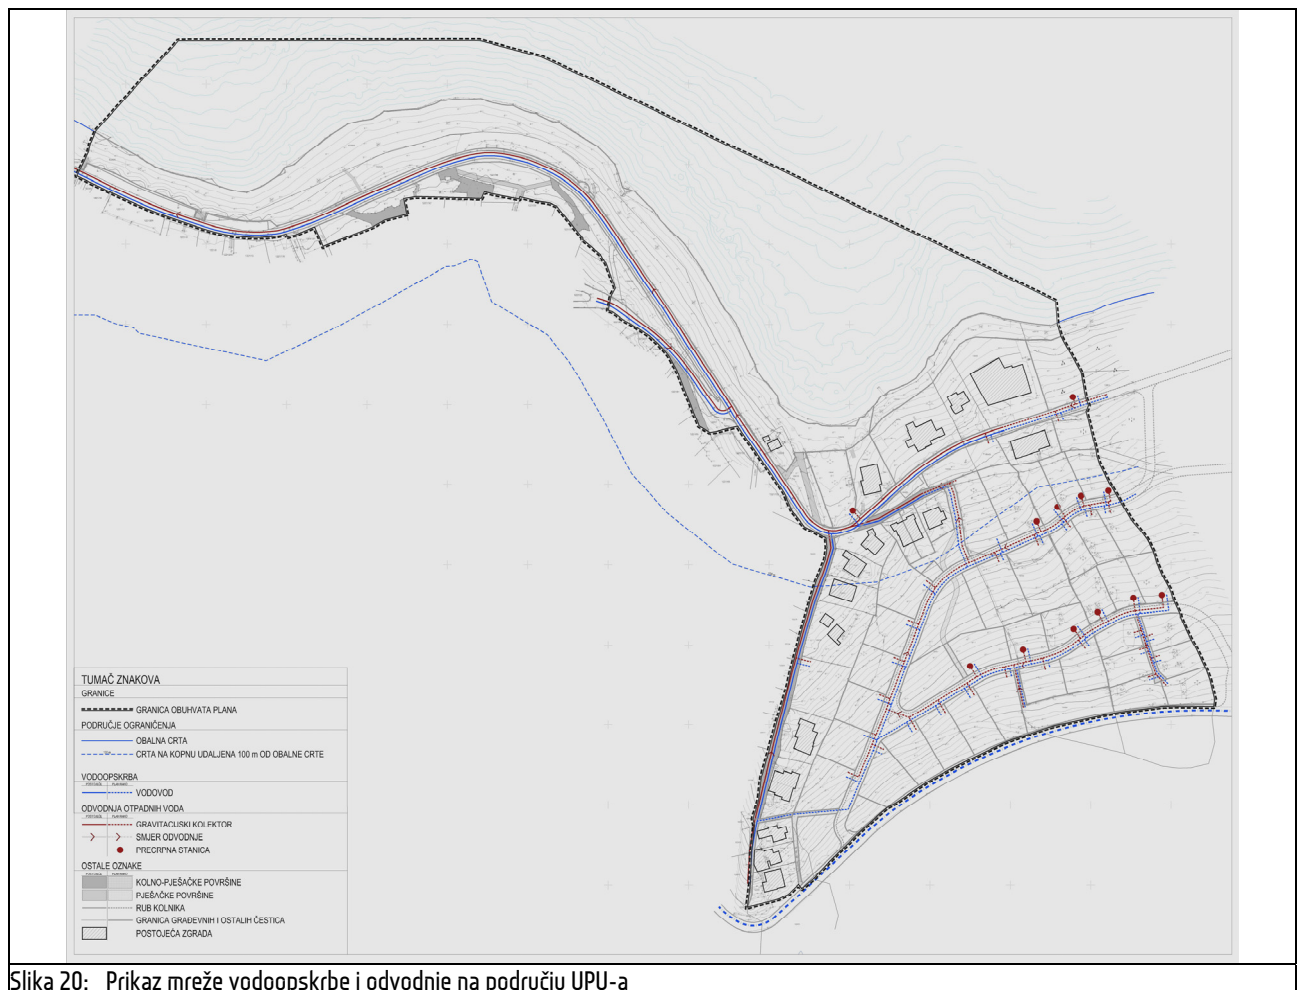 TUMAČ ZNAKOVA
GRANICE
GRANICA OBUHVATA PLANA
PODRUČJE OGRANIČENJA
OBALNA CRTA
CRTA NA KOPNU UDALJENA 100 m OD OBALNE CRTE
VODOOPSKRBA
VODOVOD
ODVODNJA OTPADNIH VODA
GRAVITACIJSKI KOLEKTOR
SMJER ODVODNJE
PRECRPNA STANICA
OSTALE OZNAKE
KOLNO-PJEŠAČKE POVRŠINE
PJEŠAČKE POVRŠINE
RUB KOLNIKA
GRANICA GRAĐEVNIH I OSTALIH ČESTICA
POSTOJEĆA ZGRADA
Slika 20: Prikaz mreže vodoopskrbe i odvodnje na području UPU-a